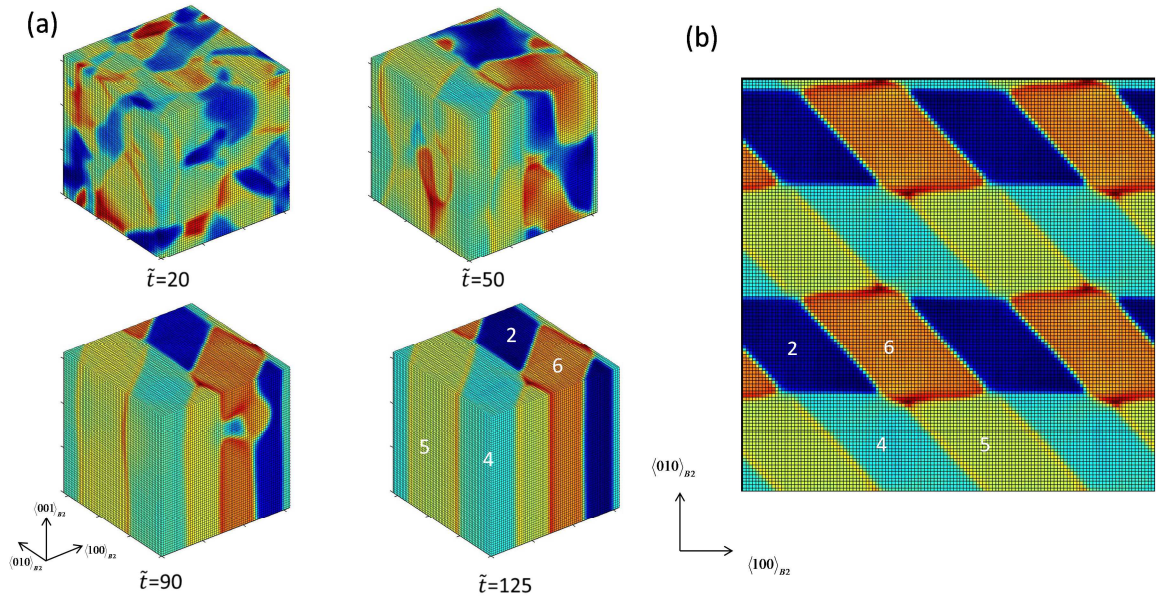 (a)
(b)
t̃=20
t̃=50
2
6
5
4
2
6
4
5
⟨001⟩B2
⟨010⟩B2
⟨100⟩B2
t̃=90
t̃=125
⟨010⟩B2
⟨100⟩B2